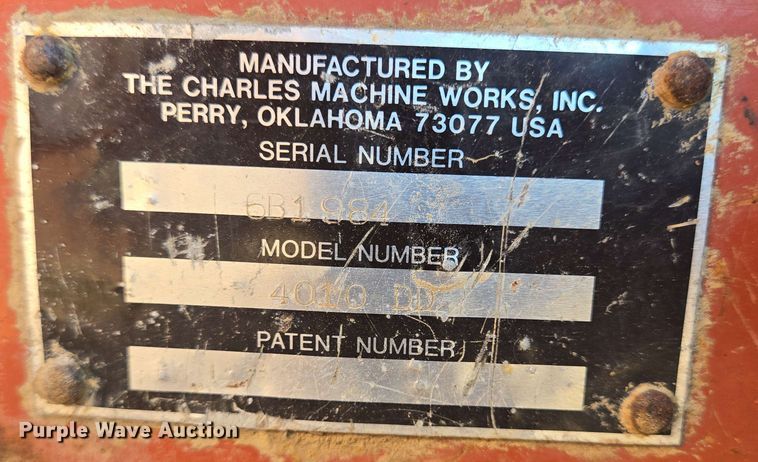 MANUFACTURED BY
THE CHARLES MACHINE WORKS, INC.
PERRY, OKLAHOMA 73077 USA
SERIAL NUMBER
6B1984
MODEL NUMBER
4010 DD
PATENT NUMBER
Purple Wave Auction